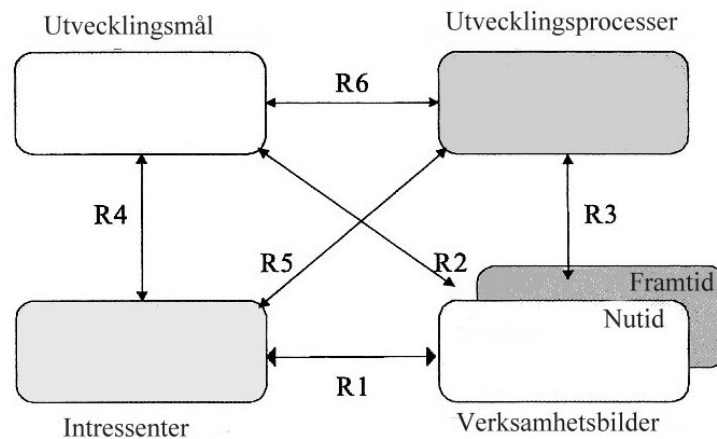 Utvecklingsmål
Utvecklingsprocesser
R6
R4
R5
R2
R3
Framtid
Nutid
R1
Intressenter
Verksamhetsbilder